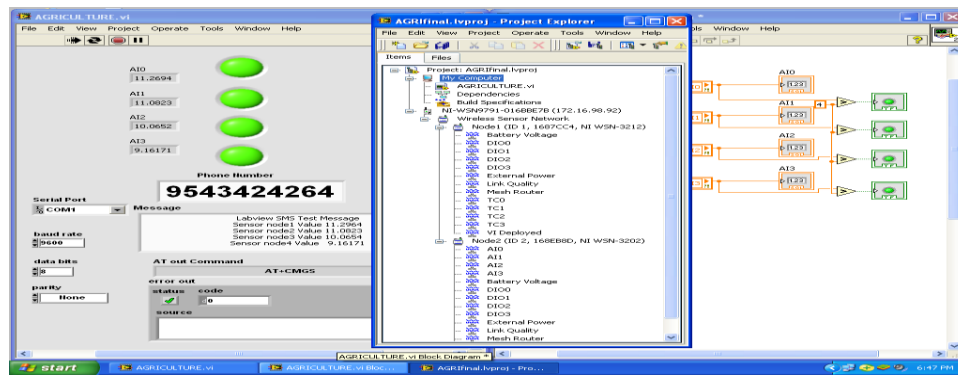 AGRICULTURE.vi
File Edit View Project Operate Tools Window Help
AI0
11.2694
AI1
11.0823
AI2
10.0652
AI3
9.16171
Phone Number
9543424264
Serial Port
COM1
baud rate
9600
data bits
8
parity
None
Message
Labview SMS Test Message
Sensor node1 Value 11.2964
Sensor node2 Value 11.0823
Sensor node3 Value 10.0654
Sensor node4 Value 9.16171
AT out Command
AT+CMGS
error out
status code
0
source
AGRIfinal.lvproj - Project Explorer
File Edit View Project Operate Tools Window Help
Items Files
Project: AGRIfinal.lvproj
My Computer
AGRICULTURE.vi
Dependencies
Build Specifications
NI-WSN9791-016BBE7B (172.16.98.92)
Wireless Sensor Network
Node1 (ID 1, 1687CC4, NI WSN-3212)
Battery Voltage
DIO0
DIO1
DIO2
DIO3
External Power
Link Quality
Mesh Router
TC0
TC1
TC2
TC3
VI Deployed
Node2 (ID 2, 168EB8D, NI WSN-3202)
AI0
AI1
AI2
AI3
Battery Voltage
DIO0
DIO1
DIO2
DIO3
External Power
Link Quality
Mesh Router
Window Help
AI0
1.23
AI1
1.23
4
AI2
1.23
AI3
1.23
AGRICULTURE.vi Block Diagram *
start
AGRICULTURE.vi
AGRICULTURE.vi Bloc...
AGRIfinal.lvproj - Pro...
6:47 PM